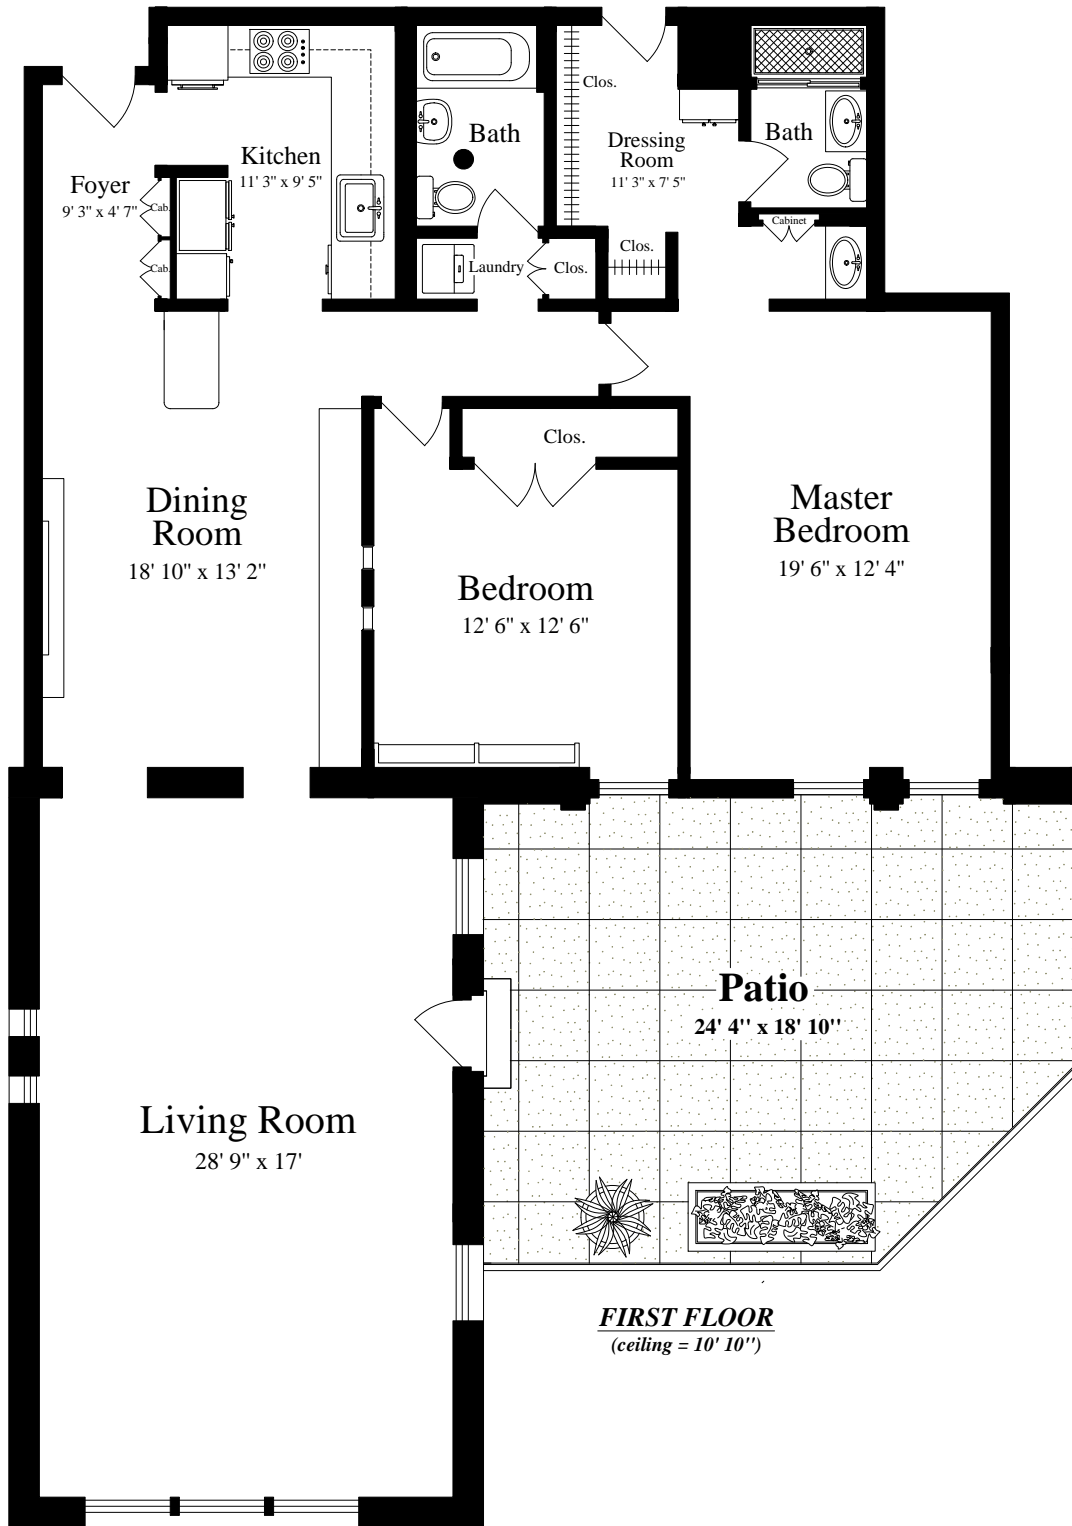 Clos.
Bath
Dressing
Room
11' 3" x 7' 5"
Bath
Kitchen
11' 3" x 9' 5"
Foyer
9' 3" x 4' 7"
Cab.
Cabinet
Clos.
Cab.
Laundry
Clos.
Clos.
Dining
Room
18' 10" x 13' 2"
Master
Bedroom
19' 6" x 12' 4"
Bedroom
12' 6" x 12' 6"
Patio
24' 4" x 18' 10"
Living Room
28' 9" x 17'
FIRST FLOOR
(ceiling = 10' 10")